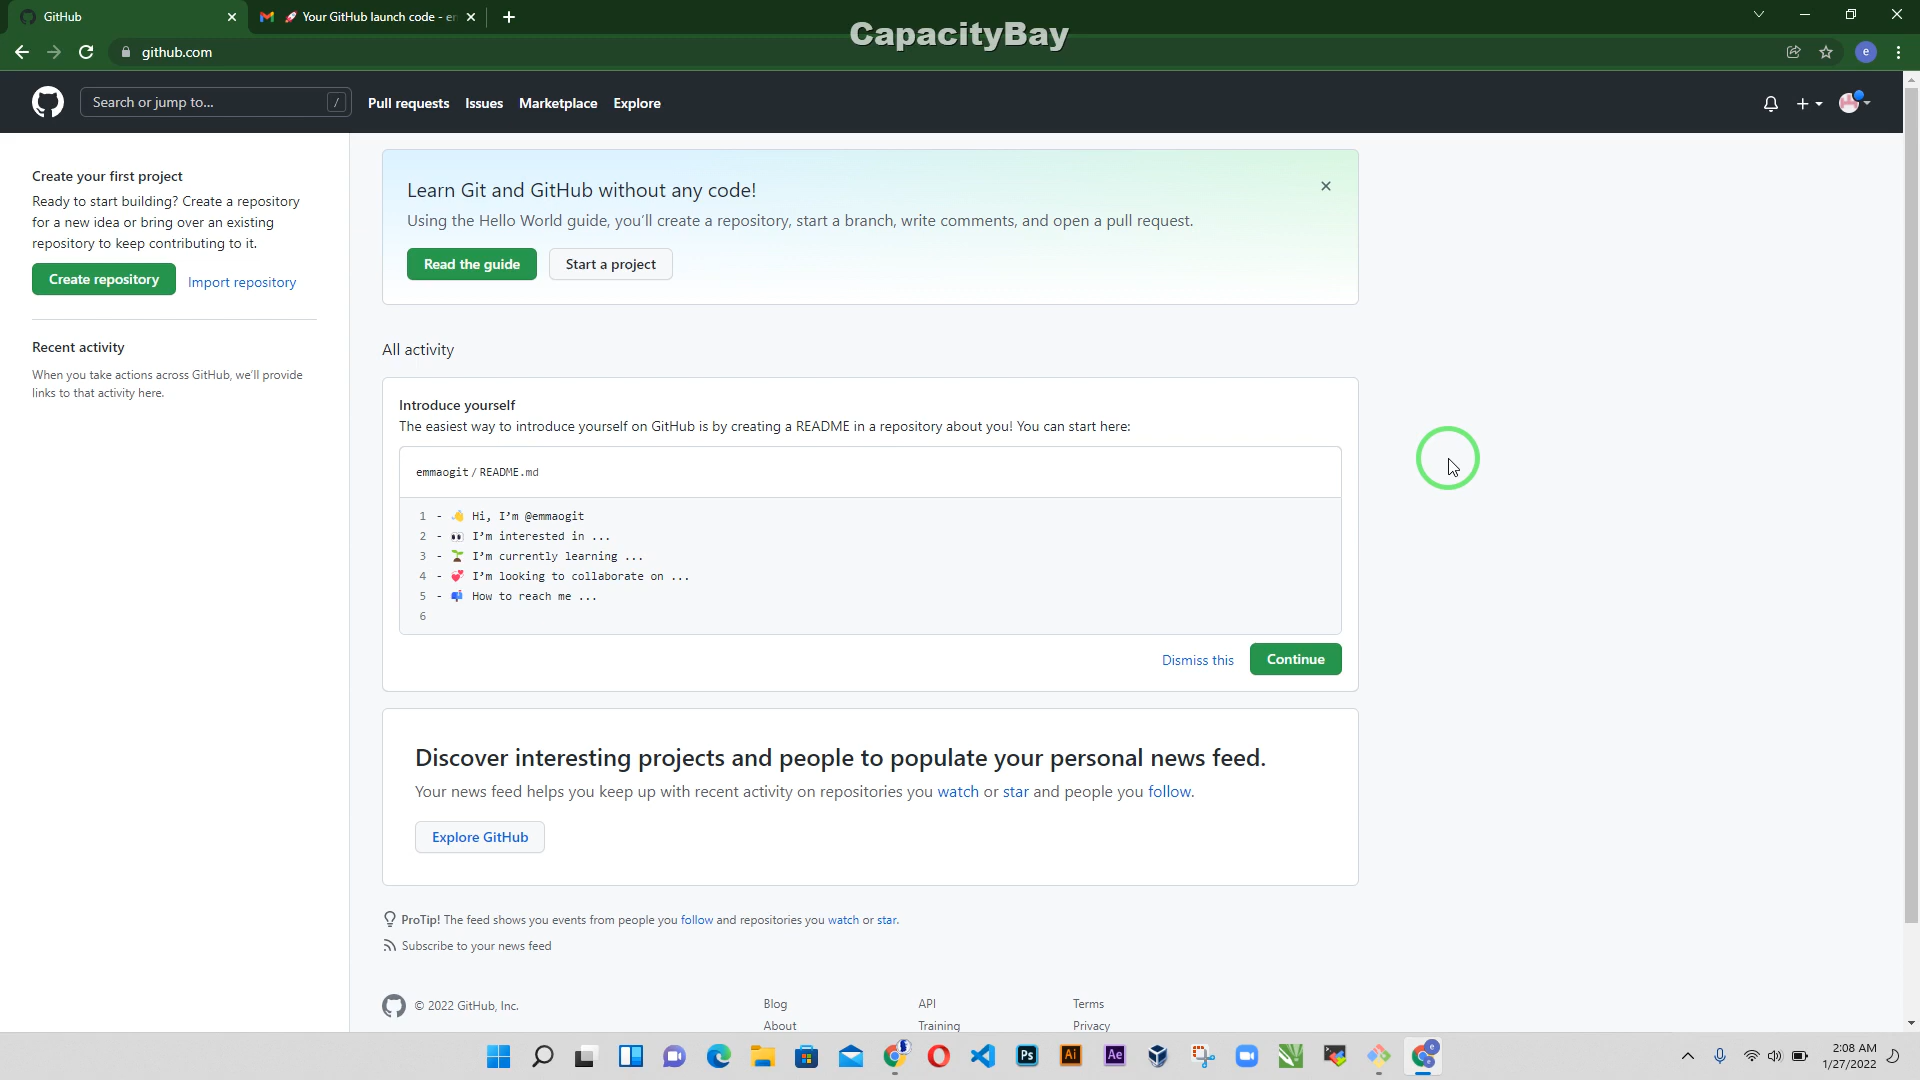 GitHub
Your GitHub launch code - en
CapacityBay
github.com
Search or jump to...
/
Pull requests
Issues
Marketplace
Explore
Create your first project
Ready to start building? Create a repository
for a new idea or bring over an existing
repository to keep contributing to it.
Create repository
Import repository
Recent activity
When you take actions across GitHub, we'll provide
links to that activity here.
Learn Git and GitHub without any code!
Using the Hello World guide, you'll create a repository, start a branch, write comments, and open a pull request.
Read the guide
Start a project
All activity
Introduce yourself
The easiest way to introduce yourself on GitHub is by creating a README in a repository about you! You can start here:
emmaogit / README.md
1 - 👋 Hi, I’m @emmaogit
2 - 👀 I’m interested in ...
3 - 🌱 I’m currently learning ...
4 - 💞️ I’m looking to collaborate on ...
5 - 📫 How to reach me ...
6
Dismiss this
Continue
Discover interesting projects and people to populate your personal news feed.
Your news feed helps you keep up with recent activity on repositories you watch or star and people you follow.
Explore GitHub
ProTip! The feed shows you events from people you follow and repositories you watch or star.
Subscribe to your news feed
© 2022 GitHub, Inc.
Blog
About
API
Training
Terms
Privacy
Ps
Ai
Ae
e
e
2:08 AM
1/27/2022